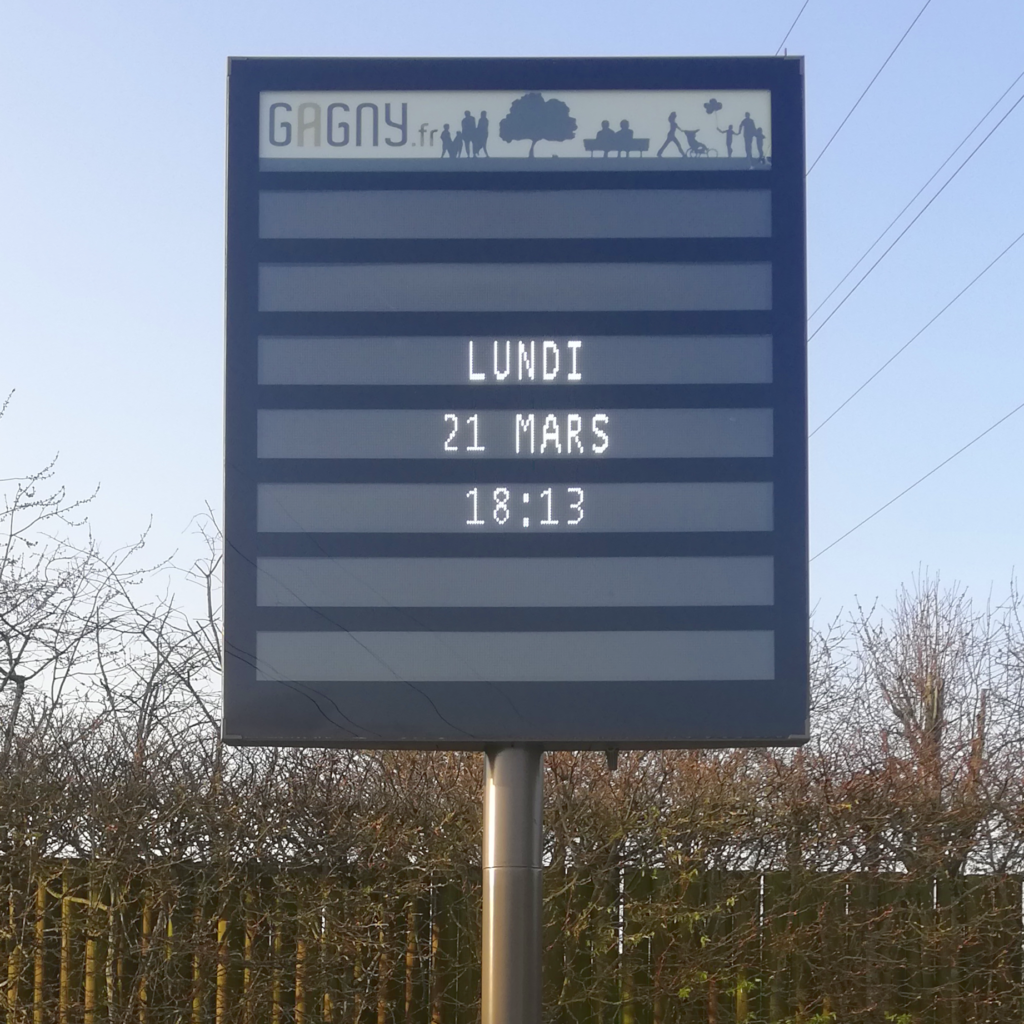 GAGNY.fr
LUNDI
21 MARS
18:13